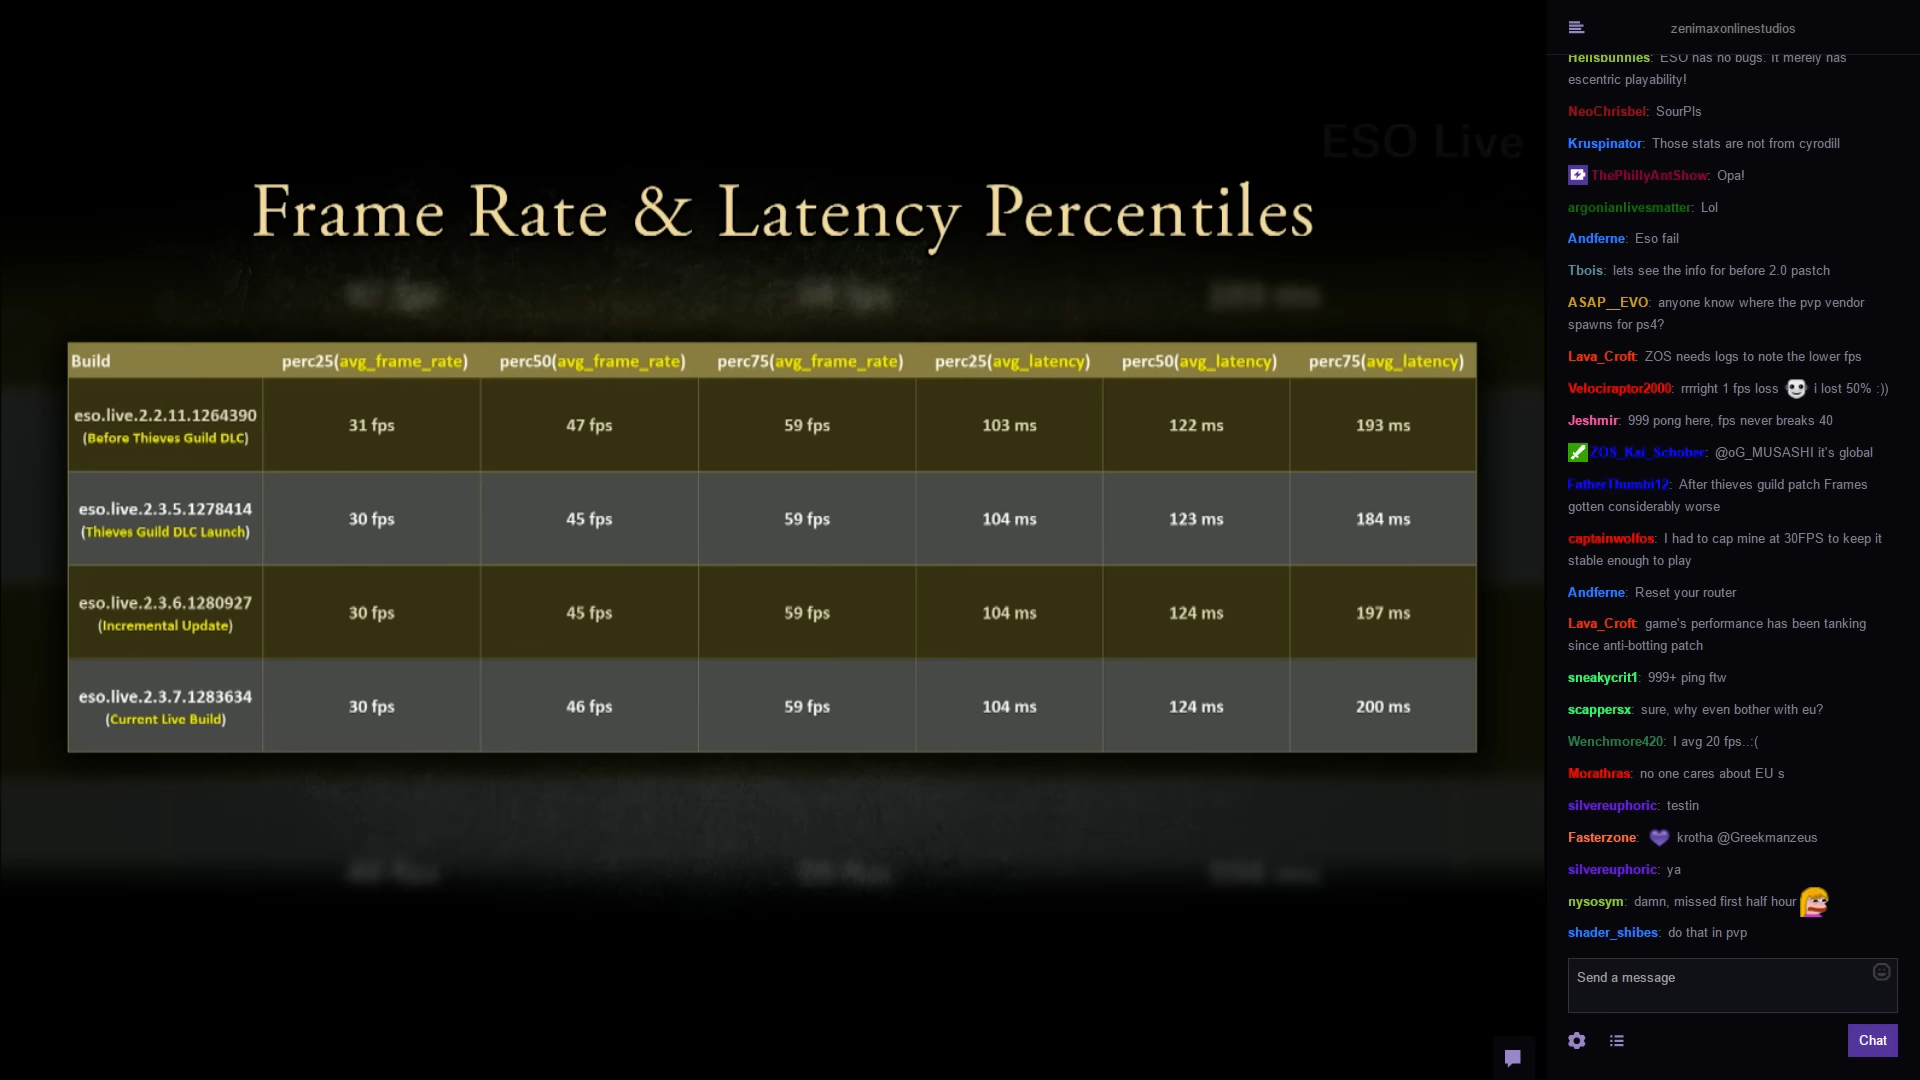 ESO Live
Frame Rate & Latency Percentiles
Build perc25(avg_frame_rate) perc50(avg_frame_rate) perc75(avg_frame_rate) perc25(avg_latency) perc50(avg_latency) perc75(avg_latency)
eso.live.2.2.11.1264390
(Before Thieves Guild DLC)
31 fps 47 fps 59 fps 103 ms 122 ms 193 ms
eso.live.2.3.5.1278414
(Thieves Guild DLC Launch)
30 fps 45 fps 59 fps 104 ms 123 ms 184 ms
eso.live.2.3.6.1280927
(Incremental Update)
30 fps 45 fps 59 fps 104 ms 124 ms 197 ms
eso.live.2.3.7.1283634
(Current Live Build)
30 fps 46 fps 59 fps 104 ms 124 ms 200 ms
zenimaxonlinestudios
Hellsbunnies: ESO has no bugs. It merely has
escentric playability!
NeoChrisbel: SourPls
Kruspinator: Those stats are not from cyrodill
ThePhillyAntShow: Opa!
argonianlivesmatter: Lol
Andferne: Eso fail
Tbois: lets see the info for before 2.0 pastch
ASAP__EVO: anyone know where the pvp vendor
spawns for ps4?
Lava_Croft: ZOS needs logs to note the lower fps
Velociraptor2000: rrrright 1 fps loss i lost 50% :))
Jeshmir: 999 pong here, fps never breaks 40
ZOS_Kai_Schober: @oG_MUSASHI it's global
FatherThumbi12: After thieves guild patch Frames
gotten considerably worse
captainwolfos: I had to cap mine at 30FPS to keep it
stable enough to play
Andferne: Reset your router
Lava_Croft: game's performance has been tanking
since anti-botting patch
sneakycrit1: 999+ ping ftw
scappersx: sure, why even bother with eu?
Wenchmore420: I avg 20 fps..:(
Morathras: no one cares about EU s
silvereuphoric: testin
Fasterzone: krotha @Greekmanzeus
silvereuphoric: ya
nysosym: damn, missed first half hour
shader_shibes: do that in pvp
Send a message
Chat